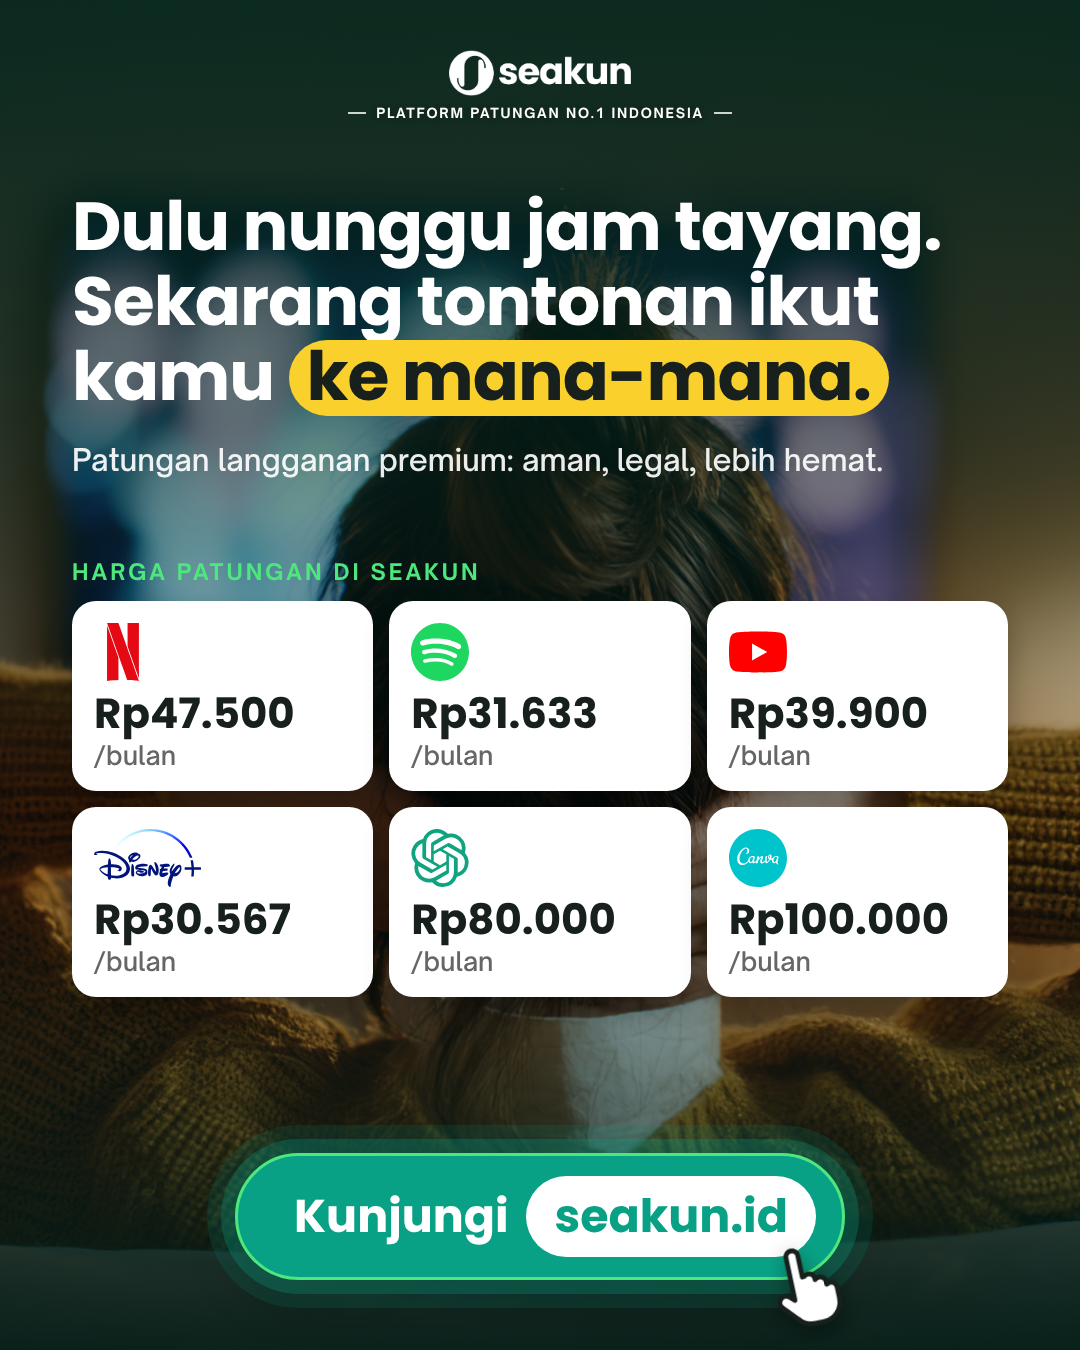 seakun
PLATFORM PATUNGAN NO.1 INDONESIA
Dulu nunggu jam tayang.
Sekarang tontonan ikut
kamu ke mana-mana.
Patungan langganan premium: aman, legal, lebih hemat.
HARGA PATUNGAN DI SEAKUN
N
Rp47.500
/bulan
Rp31.633
/bulan
Rp39.900
/bulan
Disney+
Rp30.567
/bulan
Rp80.000
/bulan
Canva
Rp100.000
/bulan
Kunjungi seakun.id